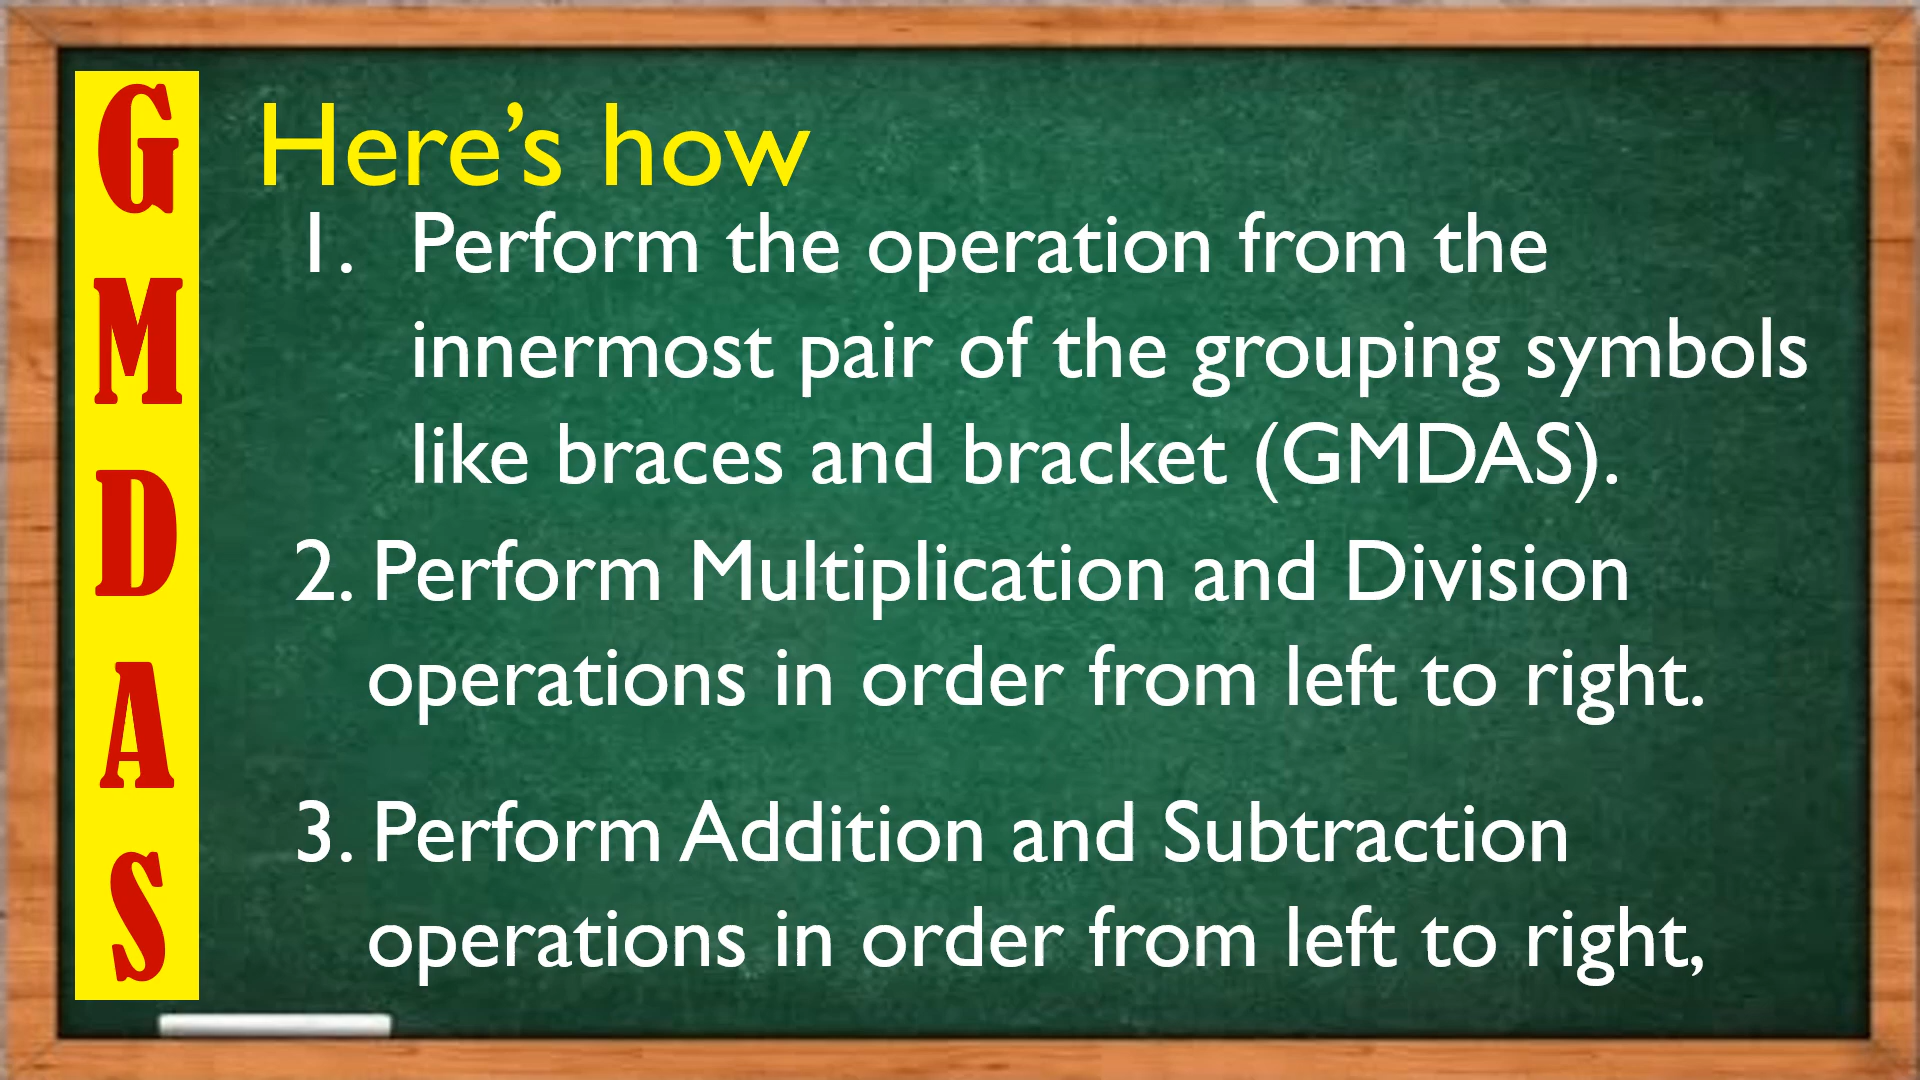 G
M
D
A
S
Here’s how
1. Perform the operation from the
innermost pair of the grouping symbols
like braces and bracket (GMDAS).
2. Perform Multiplication and Division
operations in order from left to right.
3. Perform Addition and Subtraction
operations in order from left to right,